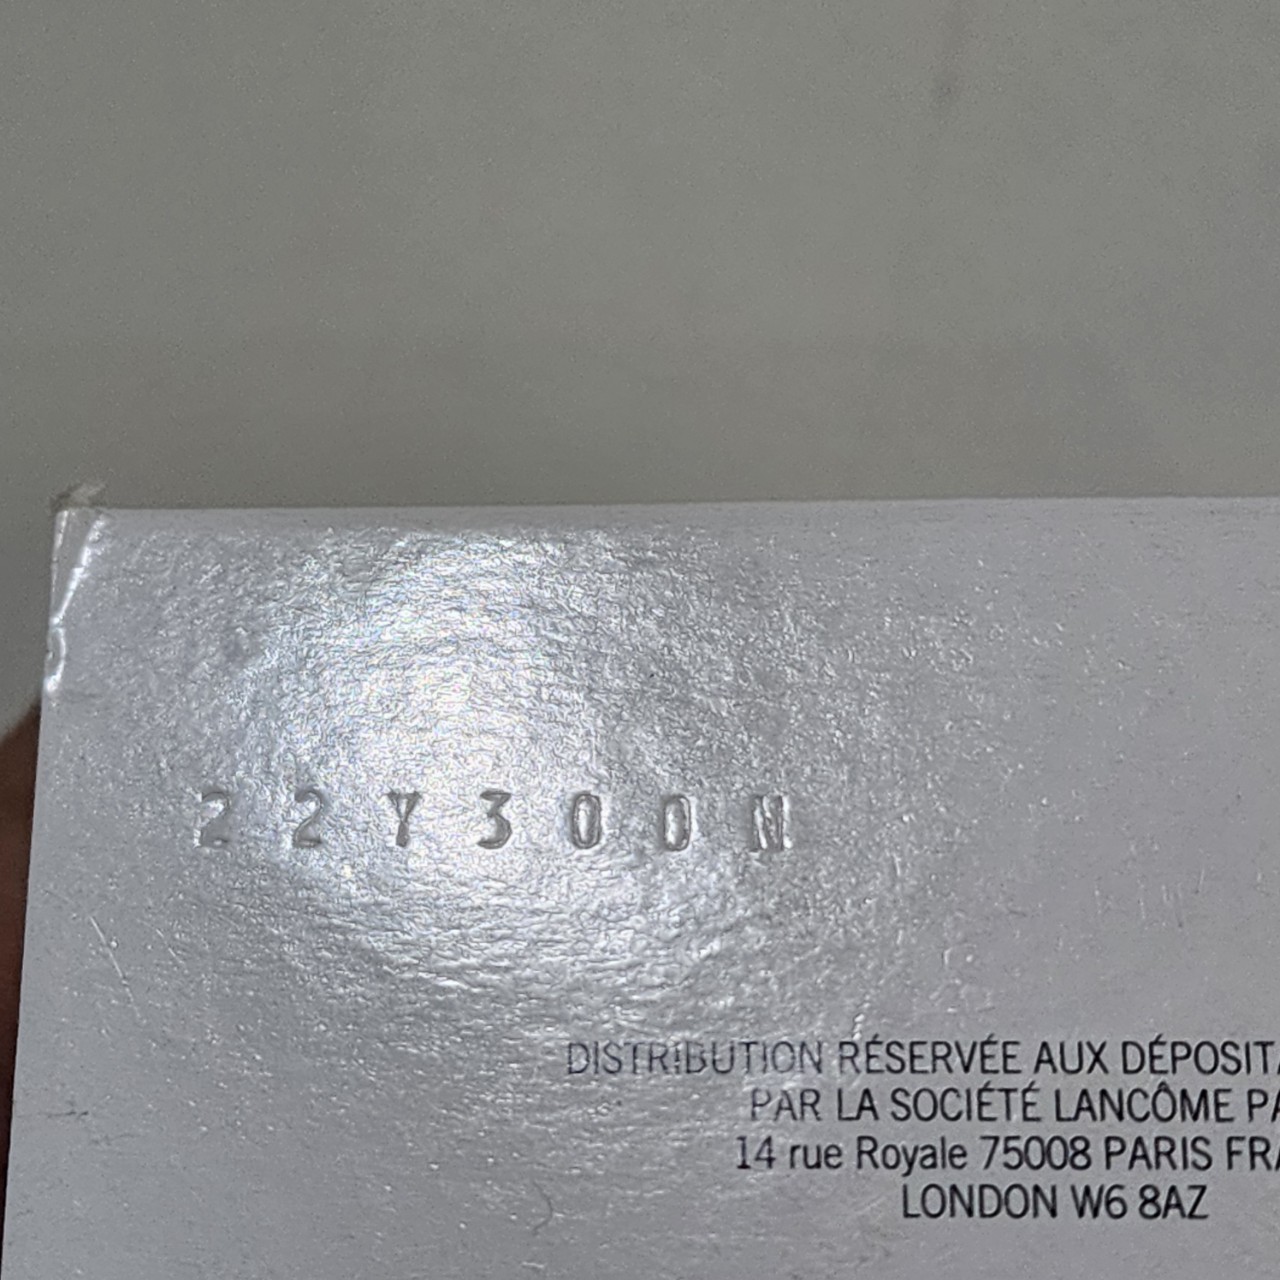 22Y300N
DISTRIBUTION RÉSERVÉE AUX
PAR LA SOCIÉTÉ LANCÔME
14 rue Royale 75008 PARIS
LONDON W6 8AZ